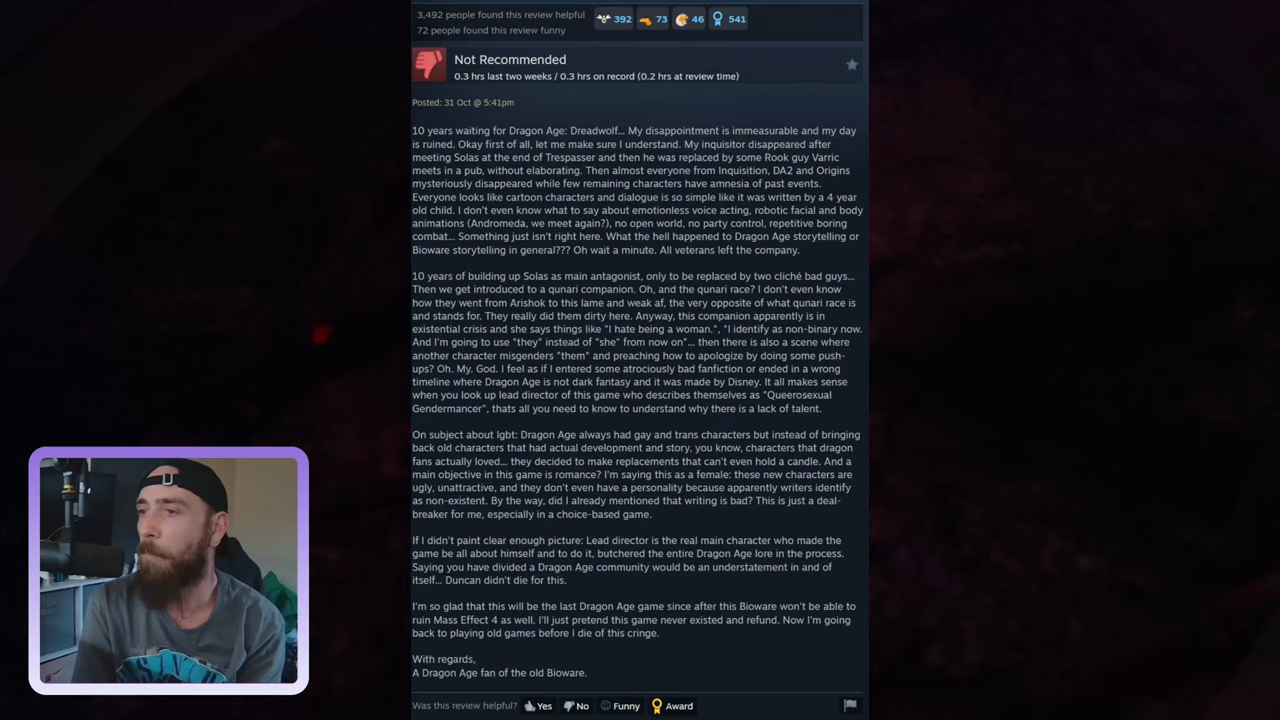 3,492 people found this review helpful
72 people found this review funny
392 73 46 541
Not Recommended
0.3 hrs last two weeks / 0.3 hrs on record (0.2 hrs at review time)
Posted: 31 Oct @ 5:41pm
10 years waiting for Dragon Age: Dreadwolf... My disappointment is immeasurable and my day
is ruined. Okay first of all, let me make sure I understand. My inquisitor disappeared after
meeting Solas at the end of Trespasser and then he was replaced by some Rook guy Varric
meets in a pub, without elaborating. Then almost everyone from Inquisition, DA2 and Origins
mysteriously disappeared while few remaining characters have amnesia of past events.
Everyone looks like cartoon characters and dialogue is so simple like it was written by a 4 year
old child. I don't even know what to say about emotionless voice acting, robotic facial and body
animations (Andromeda, we meet again?), no open world, no party control, repetitive boring
combat... Something just isn't right here. What the hell happened to Dragon Age storytelling or
Bioware storytelling in general??? Oh wait a minute. All veterans left the company.
10 years of building up Solas as main antagonist, only to be replaced by two cliché bad guys...
Then we get introduced to a qunari companion. Oh, and the qunari race? I don't even know
how they went from Arishok to this lame and weak af, the very opposite of what qunari race is
and stands for. They really did them dirty here. Anyway, this companion apparently is in
existential crisis and she says things like "I hate being a woman.", "I identify as non-binary now.
And I'm going to use "they" instead of "she" from now on"... then there is also a scene where
another character misgenders "them" and preaching how to apologize by doing some push-
ups? Oh. My. God. I feel as if I entered some atrociously bad fanfiction or ended in a wrong
timeline where Dragon Age is not dark fantasy and it was made by Disney. It all makes sense
when you look up lead director of this game who describes themselves as "Queerosexual
Gendermancer", thats all you need to know to understand why there is a lack of talent.
On subject about lgbt: Dragon Age always had gay and trans characters but instead of bringing
back old characters that had actual development and story, you know, characters that dragon
fans actually loved... they decided to make replacements that can't even hold a candle. And a
main objective in this game is romance? I'm saying this as a female: these new characters are
ugly, unattractive, and they don't even have a personality because apparently writers identify
as non-existent. By the way, did I already mentioned that writing is bad? This is just a deal-
breaker for me, especially in a choice-based game.
If I didn't paint clear enough picture: Lead director is the real main character who made the
game be all about himself and to do it, butchered the entire Dragon Age lore in the process.
Saying you have divided a Dragon Age community would be an understatement in and of
itself... Duncan didn't die for this.
I'm so glad that this will be the last Dragon Age game since after this Bioware won't be able to
ruin Mass Effect 4 as well. I'll just pretend this game never existed and refund. Now I'm going
back to playing old games before I die of this cringe.
With regards,
A Dragon Age fan of the old Bioware.
Was this review helpful? Yes No Funny Award